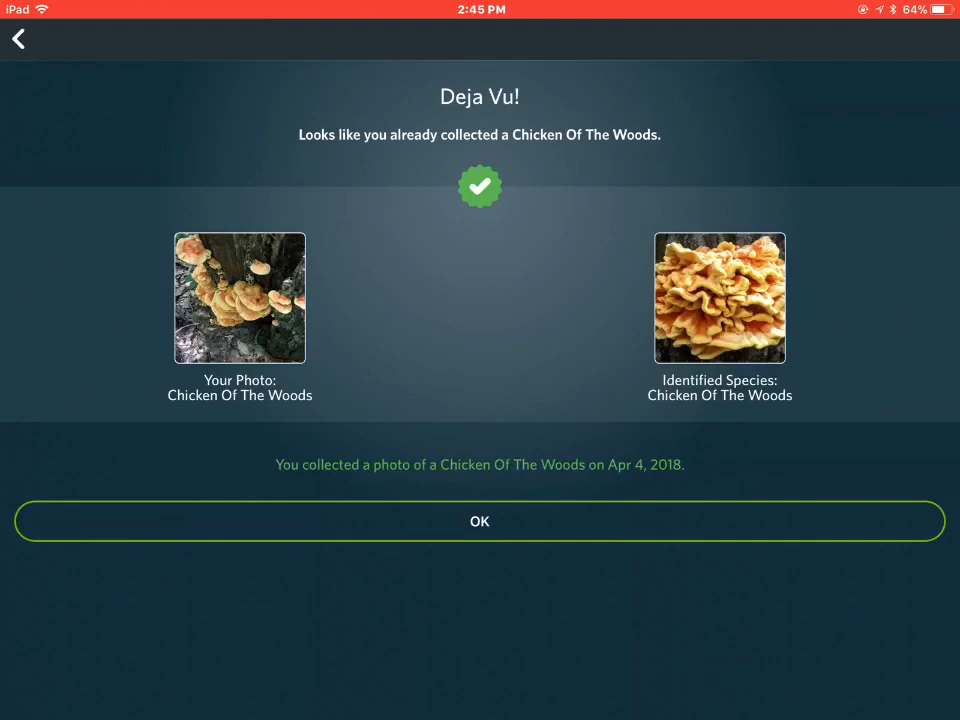 iPad 2:45 PM 64%
Deja Vu!
Looks like you already collected a Chicken Of The Woods.
Your Photo:
Chicken Of The Woods
Identified Species:
Chicken Of The Woods
You collected a photo of a Chicken Of The Woods on Apr 4, 2018.
OK